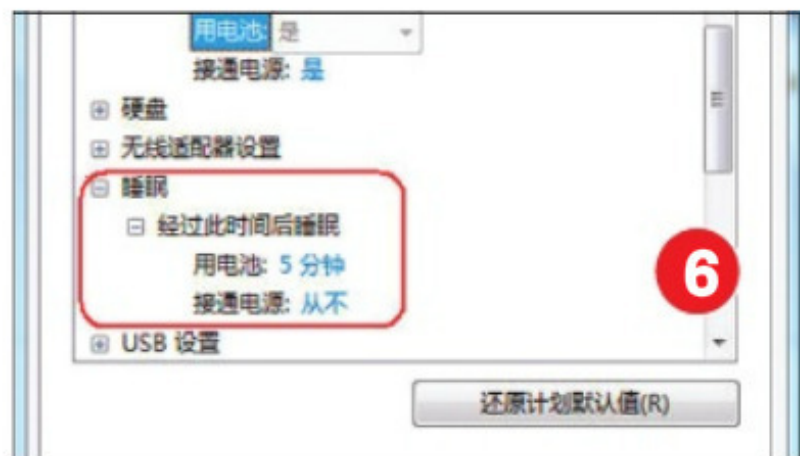 用电池: 是
接通电源: 是
硬盘
无线适配器设置
睡眠
经过此时间后睡眠
用电池: 5 分钟
接通电源: 从不
6
USB 设置
还原计划默认值(R)